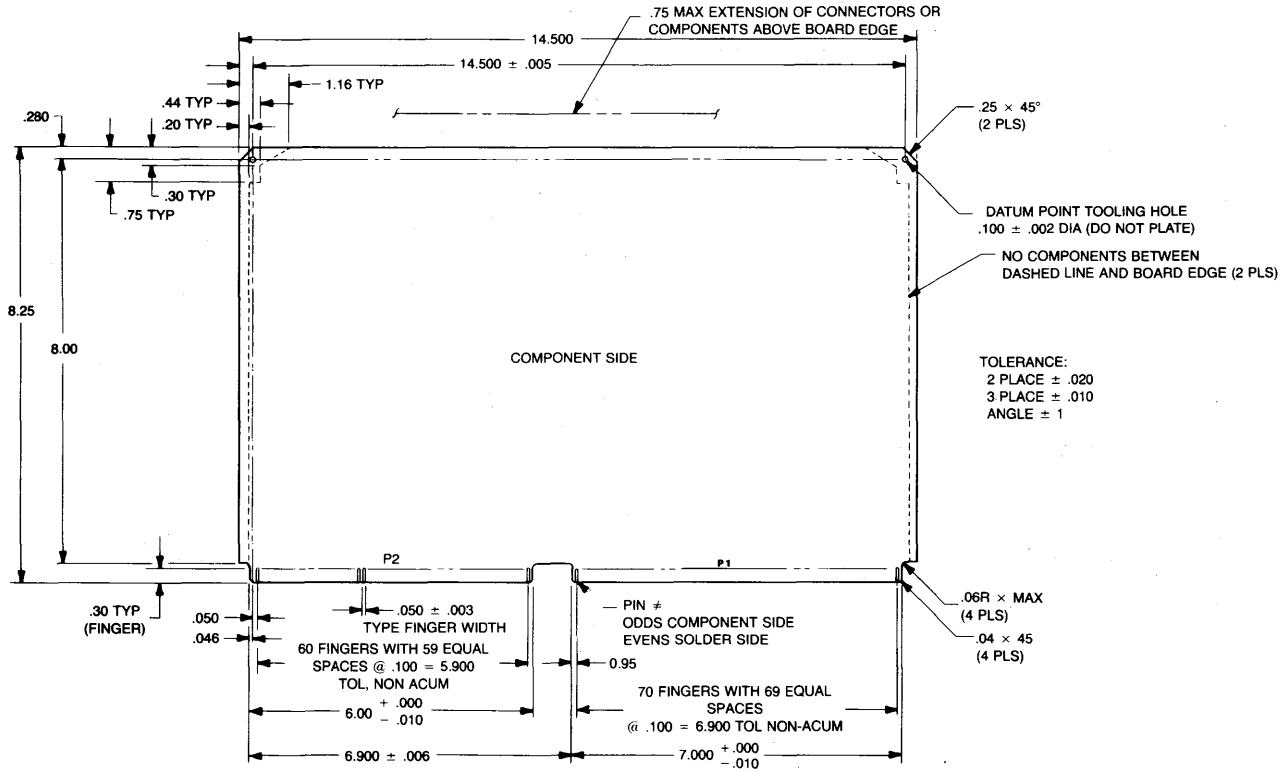 .75 MAX EXTENSION OF CONNECTORS OR
COMPONENTS ABOVE BOARD EDGE
14.500
14.500 ± .005
1.16 TYP
.44 TYP
.20 TYP
.280
.25 × 45°
(2 PLS)
.30 TYP
.75 TYP
DATUM POINT TOOLING HOLE
.100 ± .002 DIA (DO NOT PLATE)
NO COMPONENTS BETWEEN
DASHED LINE AND BOARD EDGE (2 PLS)
8.25
8.00
COMPONENT SIDE
TOLERANCE:
2 PLACE ± .020
3 PLACE ± .010
ANGLE ± 1
P2
P1
.30 TYP
(FINGER)
.050
.046
.050 ± .003
TYPE FINGER WIDTH
60 FINGERS WITH 59 EQUAL
SPACES @ .100 = 5.900
TOL, NON ACUM
6.00 + .000
− .010
— PIN ≠
ODDS COMPONENT SIDE
EVENS SOLDER SIDE
0.95
.06R × MAX
(4 PLS)
.04 × 45
(4 PLS)
70 FINGERS WITH 69 EQUAL
SPACES
@ .100 = 6.900 TOL NON-ACUM
6.900 ± .006
7.000 +.000
−.010